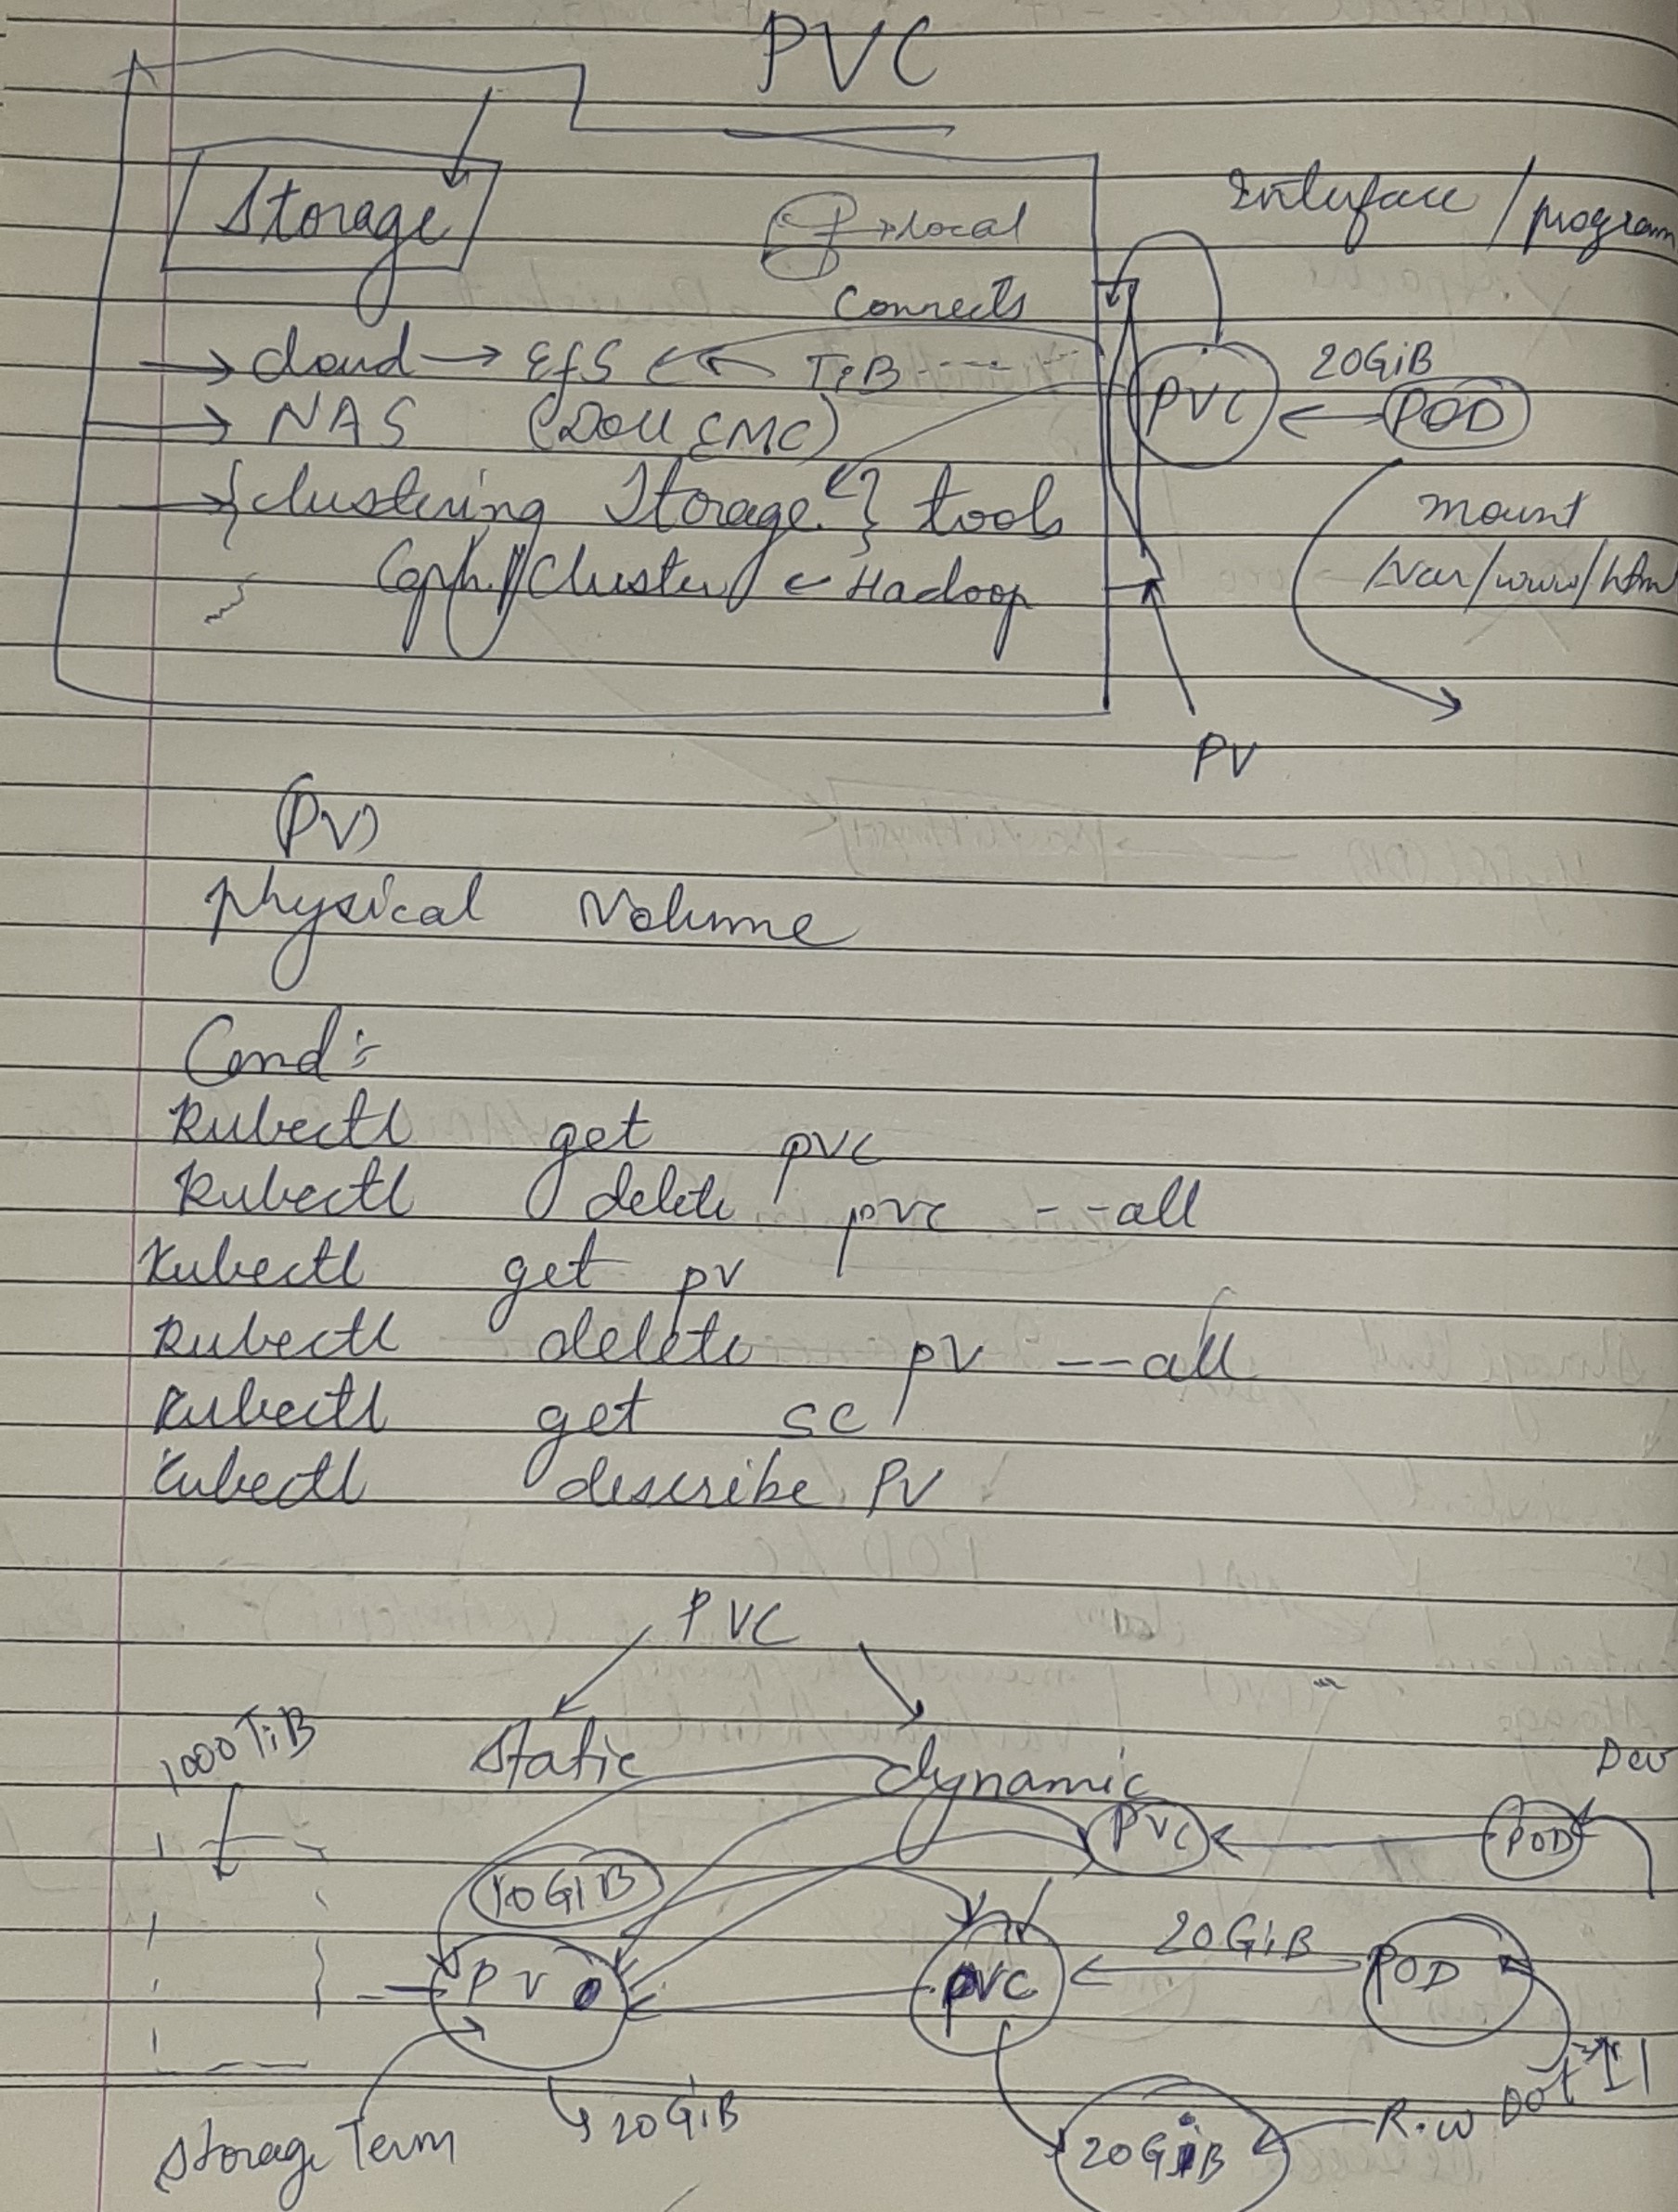 PVC
Storage
local
Interface / program
Connects
cloud → EFS ← TiB
PVC
20GiB
POD
NAS (Dell EMC)
{clustering Storage} tools
mount
Ceph // Cluster ← Hadoop
/var/www/htm
PV
(PV)
physical Volume
Cmd :-
Kubectl get pvc
Kubectl delete pvc --all
Kubectl get pv
Kubectl delete pv --all
Kubectl get sc
Kubectl describe PV
PVC
1000 TiB
Static dynamic
Dev
PVC
POD
10GiB
20GiB
PV
PVC
POD
20GiB
Storage Term
R.W
20GiB